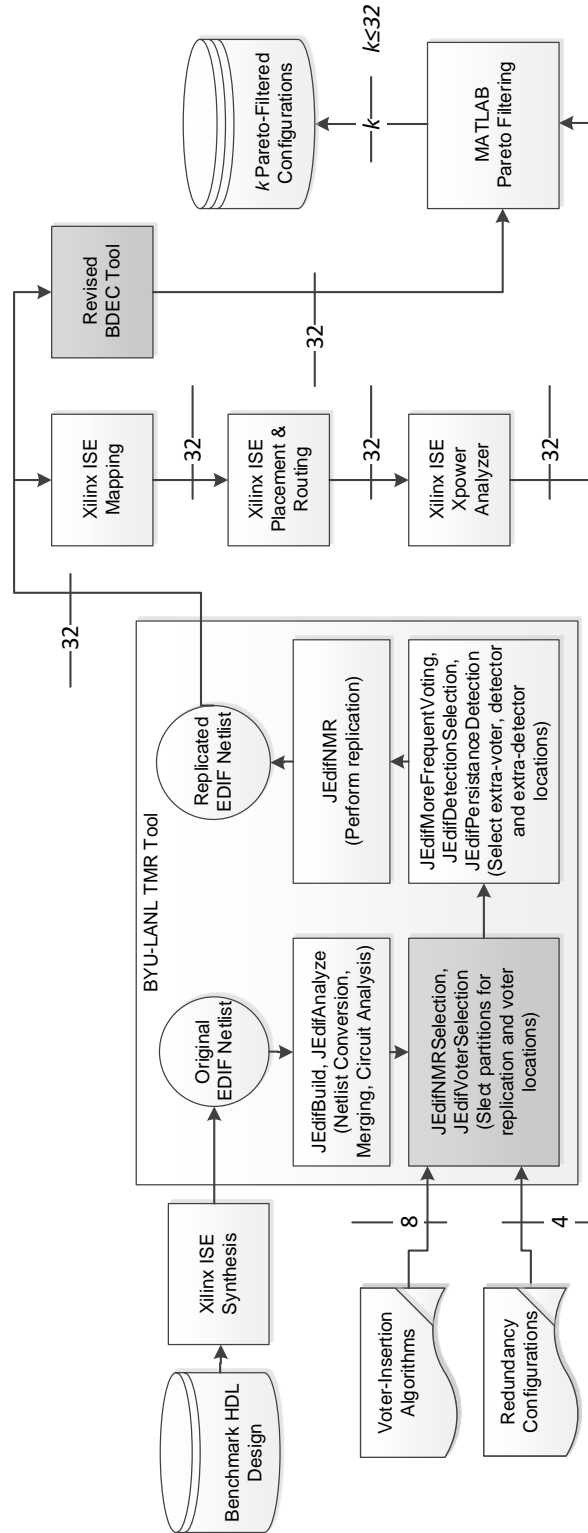 Benchmark HDL
Design
Xilinx ISE
Synthesis
Voter-Insertion
Algorithms
8
Redundancy
Configurations
4
BYU-LANL TMR Tool
Original
EDIF Netlist
JEdifBuild, JEdifAnalyze
(Netlist Conversion,
Merging, Circuit Analysis)
JEdifNMRSelection,
JEdifVoterSelection
(Slect partitions for
replication and voter
locations)
Replicated
EDIF Netlist
JEdifNMR
(Perform replication)
JEdifMoreFrequentVoting,
JEdifDetectionSelection,
JEdifPersistanceDetection
(Select extra-voter, detector
and extra-detector
locations)
32
Xilinx ISE
Mapping
32
Xilinx ISE
Placement &
Routing
32
Xilinx ISE
Xpower
Analyzer
32
Revised
BDEC Tool
32
k Pareto-Filtered
Configurations
k
k≤32
MATLAB
Pareto Filtering